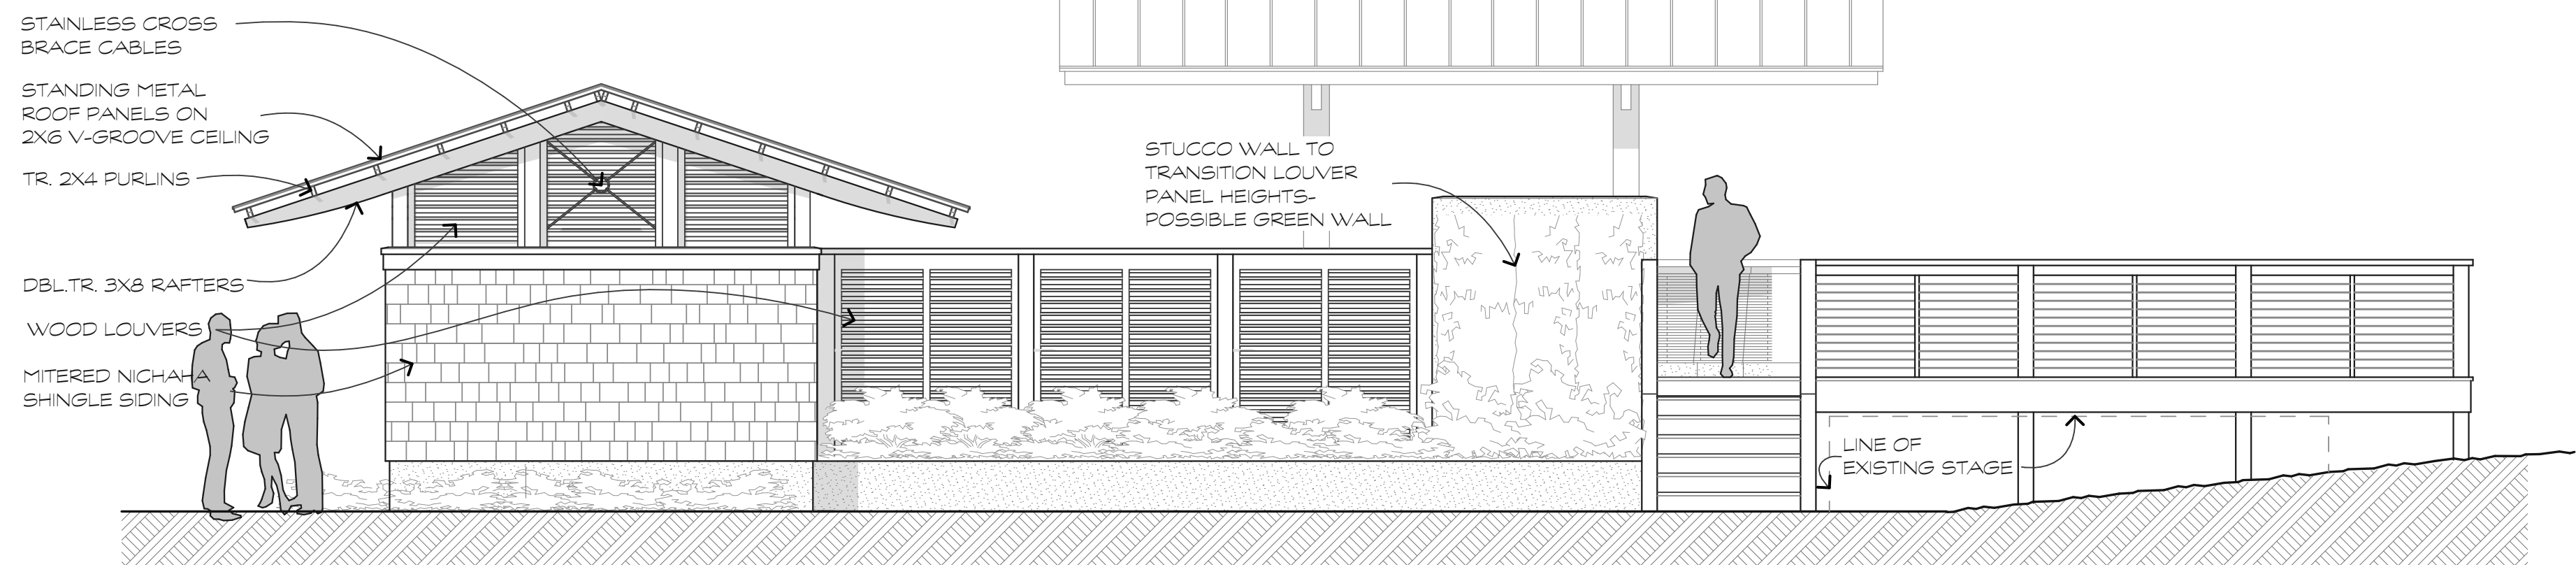 STAINLESS CROSS
BRACE CABLES
STANDING METAL
ROOF PANELS ON
2X6 V-GROOVE CEILING
TR. 2X4 PURLINS
DBL.TR. 3X8 RAFTERS
WOOD LOUVERS
MITERED NICHAHA
SHINGLE SIDING
STUCCO WALL TO
TRANSITION LOUVER
PANEL HEIGHTS-
POSSIBLE GREEN WALL
LINE OF
EXISTING STAGE